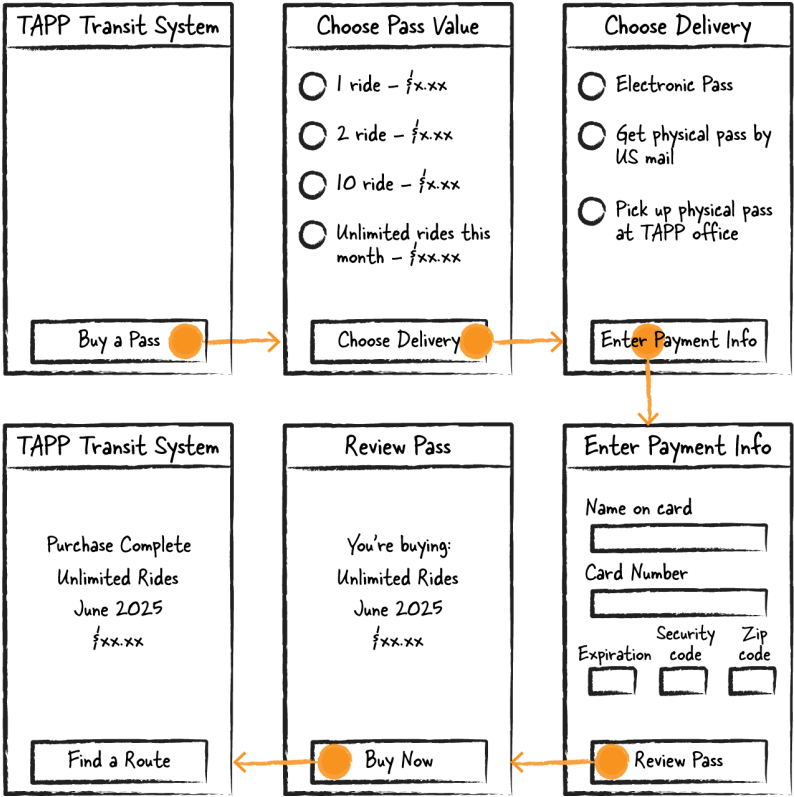 TAPP Transit System
Buy a Pass
Choose Pass Value
1 ride – $x.xx
2 ride – $x.xx
10 ride – $x.xx
Unlimited rides this
month – $xx.xx
Choose Delivery
Choose Delivery
Electronic Pass
Get physical pass by
US mail
Pick up physical pass
at TAPP office
Enter Payment Info
Enter Payment Info
Name on card
Card Number
Expiration
Security
code
Zip
code
Review Pass
Review Pass
You're buying:
Unlimited Rides
June 2025
$xx.xx
Buy Now
TAPP Transit System
Purchase Complete
Unlimited Rides
June 2025
$xx.xx
Find a Route